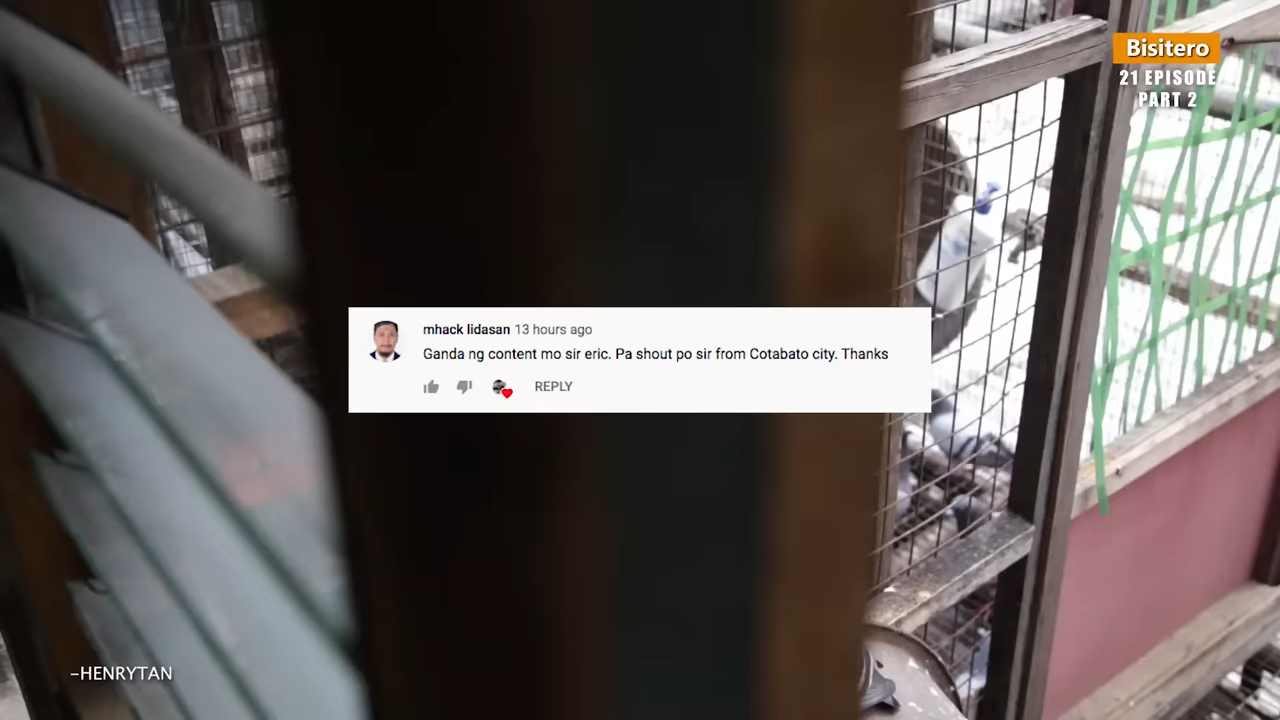 Bisitero
21 EPISODE
PART 2
mhack lidasan 13 hours ago
Ganda ng content mo sir eric. Pa shout po sir from Cotabato city. Thanks
REPLY
–HENRYTAN